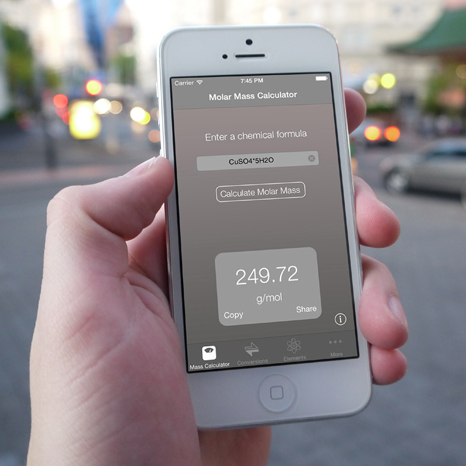 Carrier 7:45 PM
Molar Mass Calculator
Enter a chemical formula
CuSO4*5H2O
Calculate Molar Mass
249.72
g/mol
Copy Share
Mass Calculator Conversions Elements More